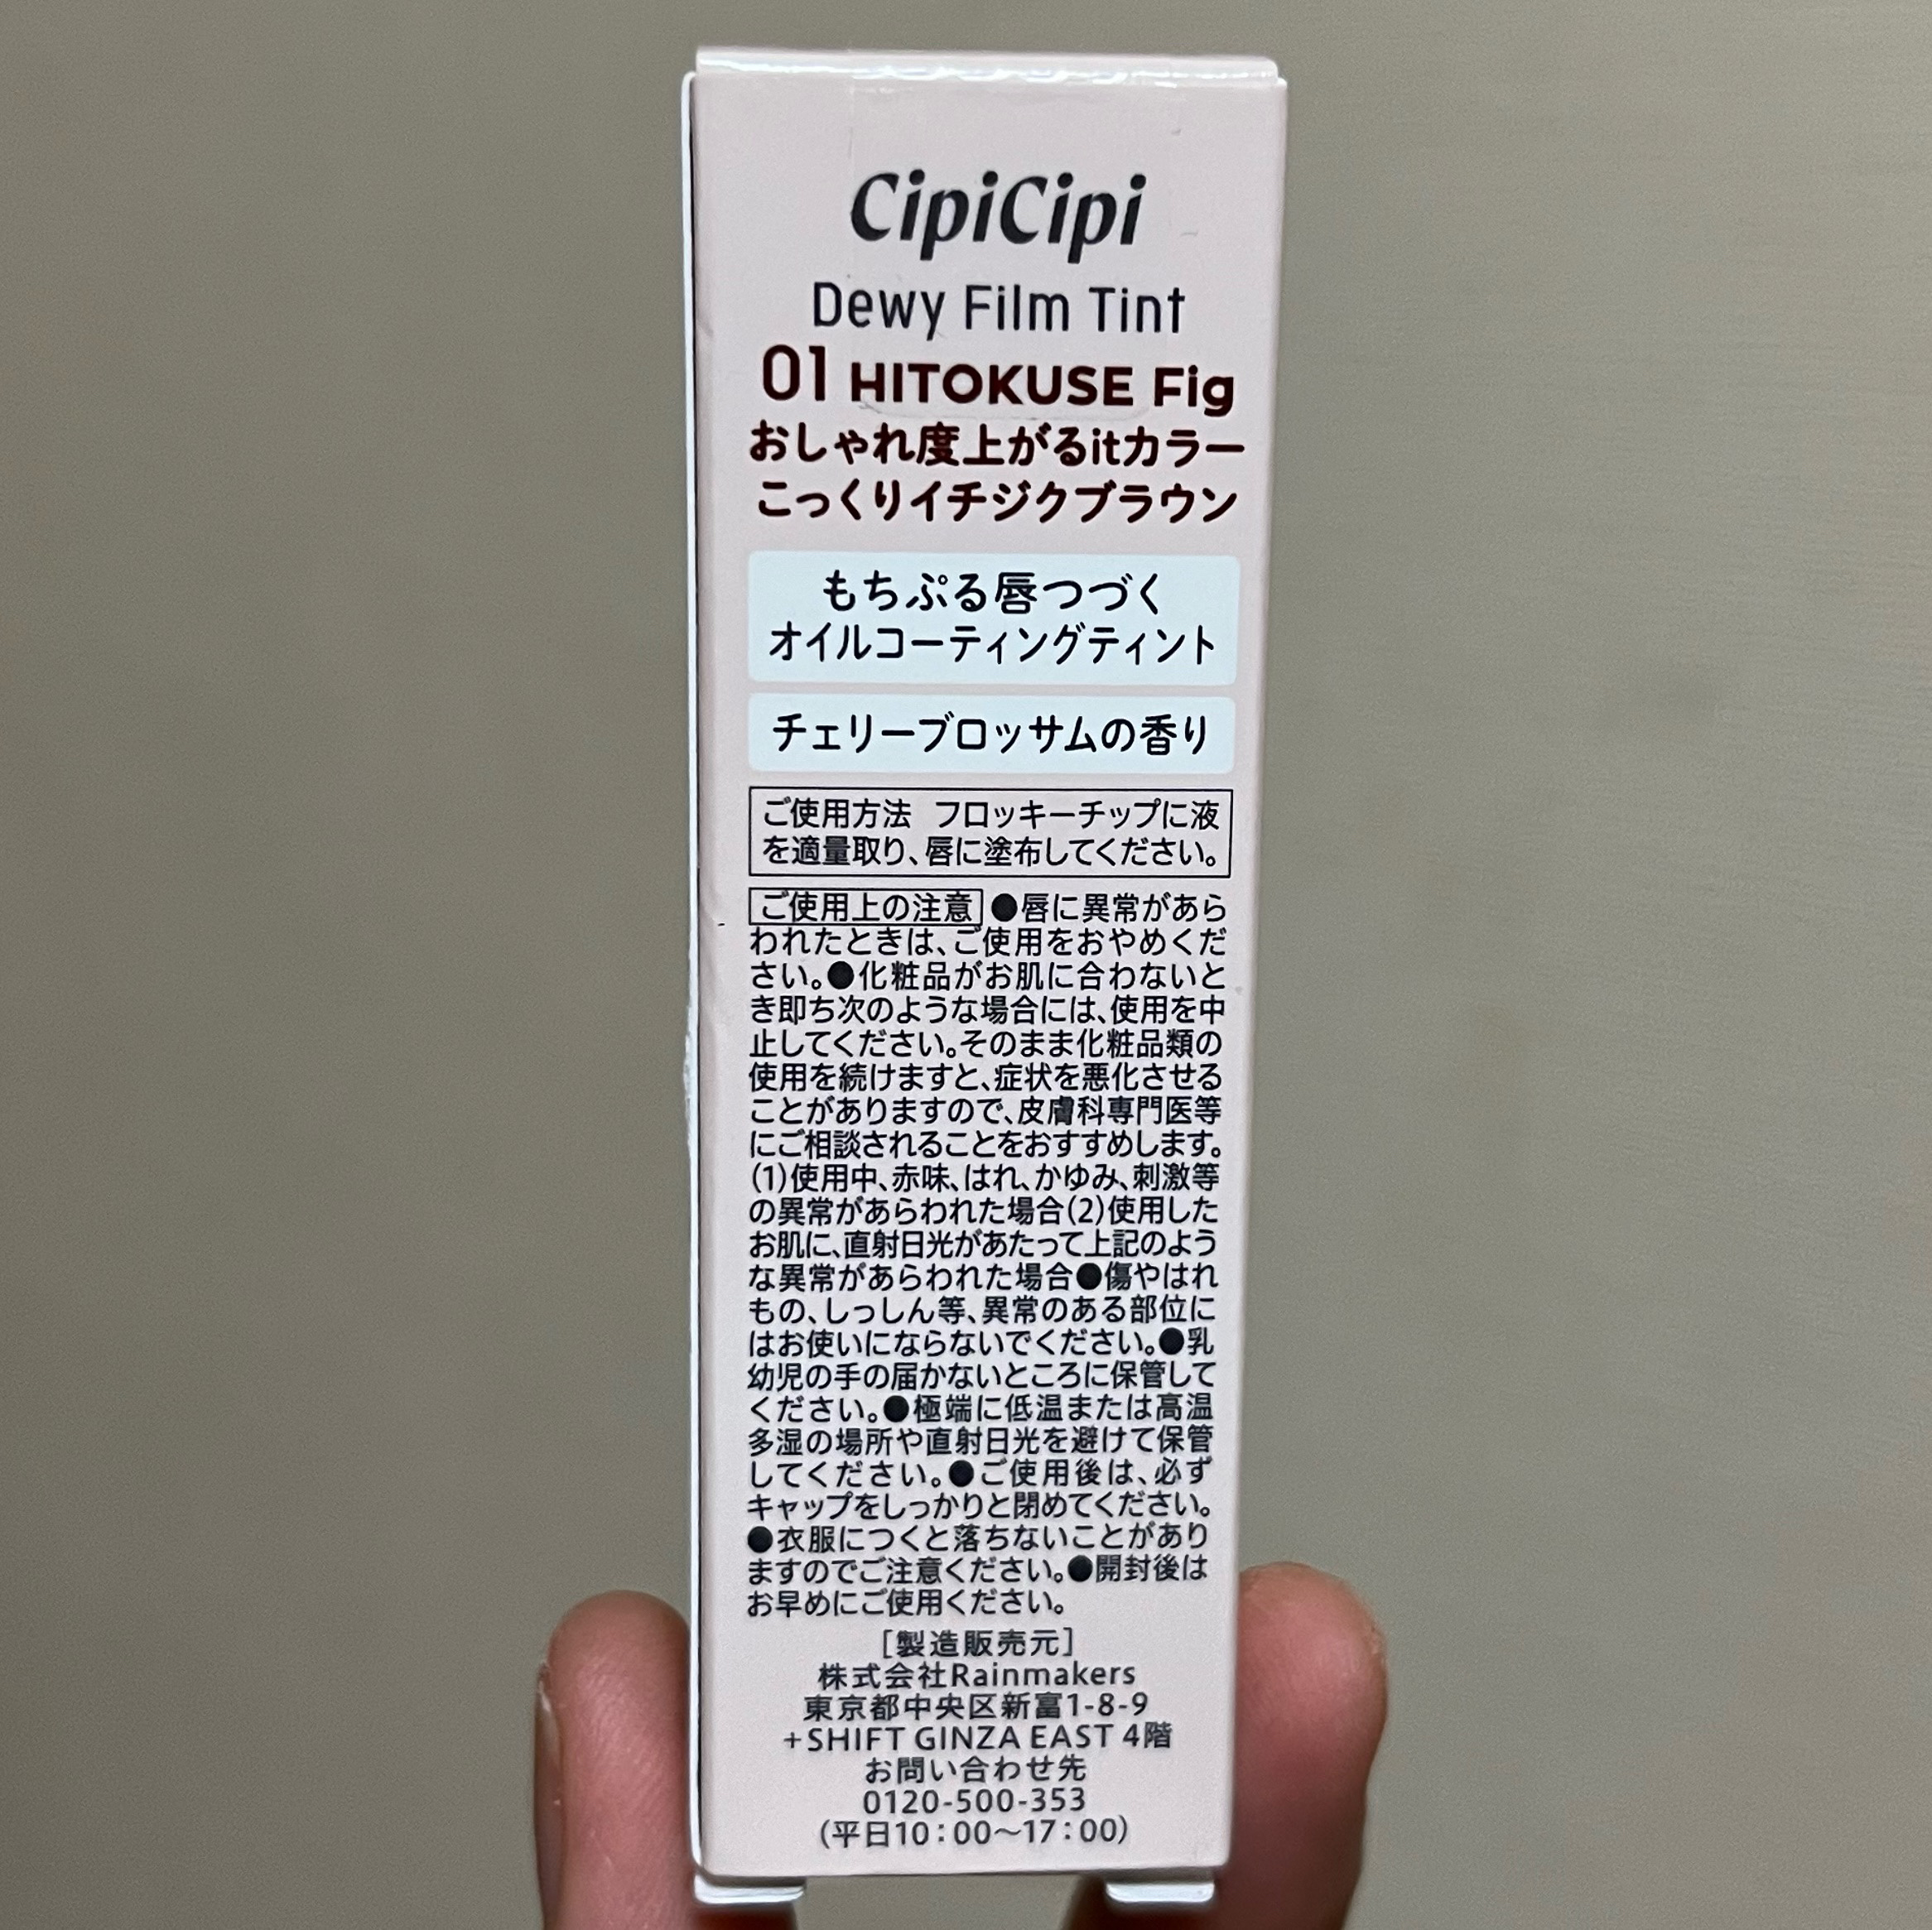 CipiCipi
Dewy Film Tint
01 HITOKUSE Fig
おしゃれ度上がるitカラー
こっくりイチジクブラウン
もちぷる唇つづく
オイルコーティングティント
チェリーブロッサムの香り
ご使用方法 フロッキーチップに液
を適量取り、唇に塗布してください。
ご使用上の注意 ●唇に異常があら
われたときは、ご使用をおやめくだ
さい。●化粧品がお肌に合わないと
き即ち次のような場合には、使用を中
止してください。そのまま化粧品類の
使用を続けますと、症状を悪化させる
ことがありますので、皮膚科専門医等
にご相談されることをおすすめします。
(1)使用中、赤味、はれ、かゆみ、刺激等
の異常があらわれた場合(2)使用した
お肌に、直射日光があたって上記のよう
な異常があらわれた場合●傷やはれ
もの、しっしん等、異常のある部位に
はお使いにならないでください。●乳
幼児の手の届かないところに保管して
ください。●極端に低温または高温
多湿の場所や直射日光を避けて保管
してください。●ご使用後は、必ず
キャップをしっかりと閉めてください。
●衣服につくと落ちないことがあり
ますのでご注意ください。●開封後は
お早めにご使用ください。
[製造販売元]
株式会社Rainmakers
東京都中央区新富1-8-9
+SHIFT GINZA EAST 4階
お問い合わせ先
0120-500-353
(平日10：00～17：00)